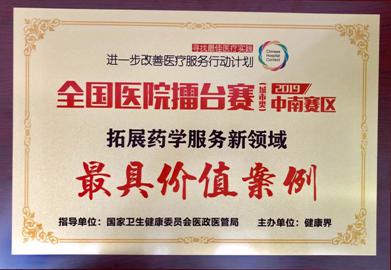 寻找最佳医疗实践
进一步改善医疗服务行动计划
Chinese
Hospital
Contest
全国医院擂台赛(城市类)2019中南赛区
拓展药学服务新领域
最具价值案例
指导单位：国家卫生健康委员会医政医管局 主办单位：健康界